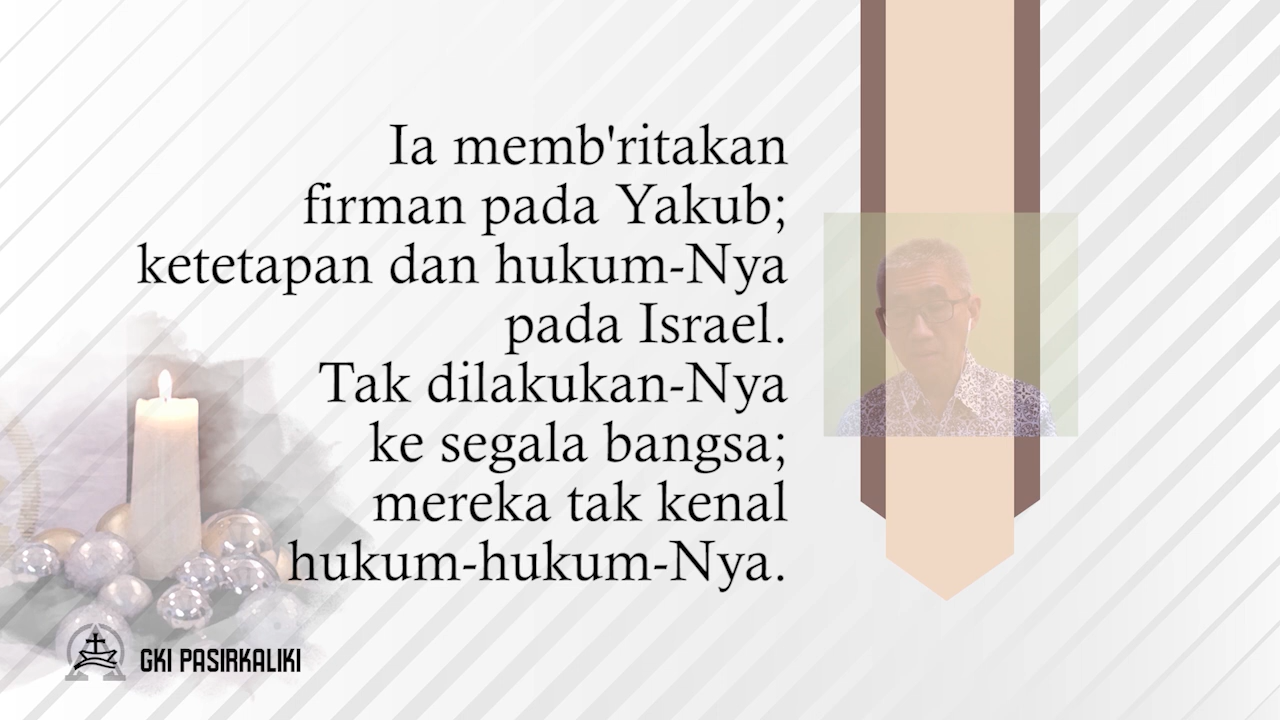 Ia memb'ritakan
firman pada Yakub;
ketetapan dan hukum-Nya
pada Israel.
Tak dilakukan-Nya
ke segala bangsa;
mereka tak kenal
hukum-hukum-Nya.
GKI PASIRKALIKI